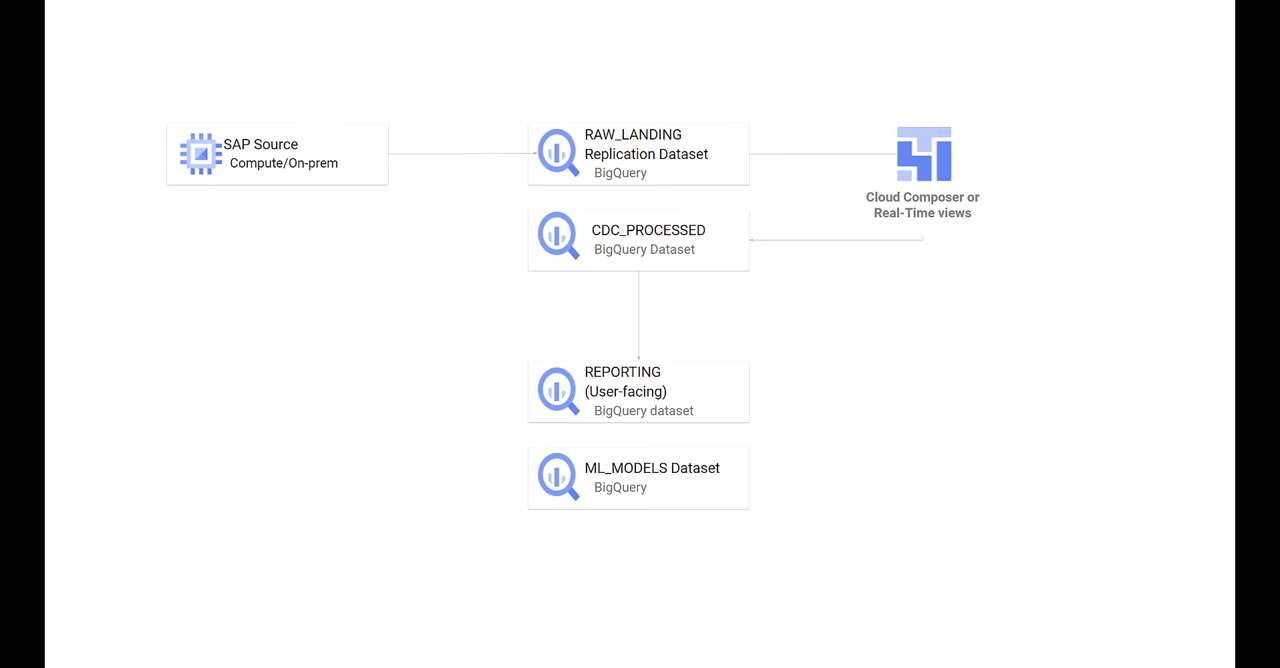 SAP Source
Compute/On-prem
RAW_LANDING
Replication Dataset
BigQuery
Cloud Composer or
Real-Time views
CDC_PROCESSED
BigQuery Dataset
REPORTING
(User-facing)
BigQuery dataset
ML_MODELS Dataset
BigQuery